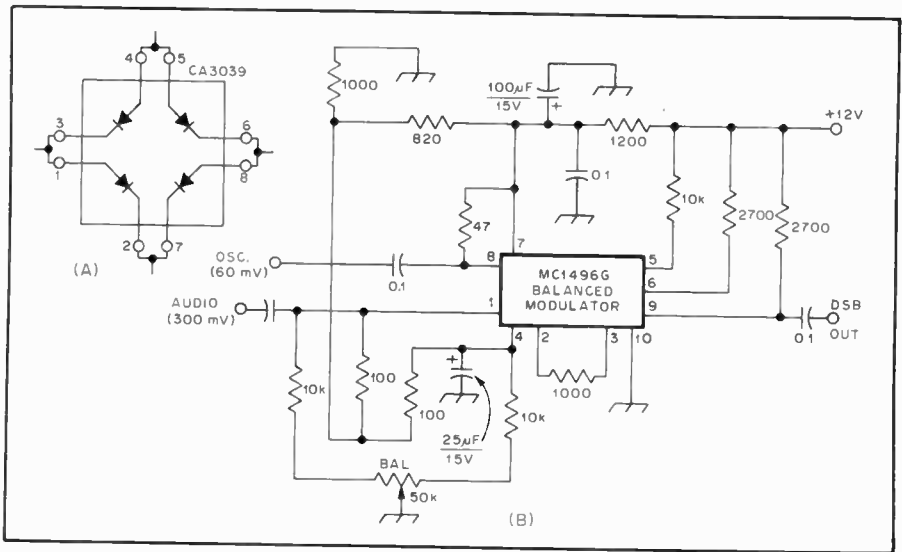 4
5
CA3039
3
6
1
8
2
7
(A)
1000
820
100µF
15V
+
1200
+12V
0.1
10k
2700
2700
47
OSC.
(60 mV)
0.1
8
7
5
MC1496G
BALANCED
MODULATOR
6
AUDIO
(300 mV)
1
9
DSB
OUT
0.1
4
2
3
10
10k
100
100
+
25µF
15V
10k
1000
BAL
50k
(B)